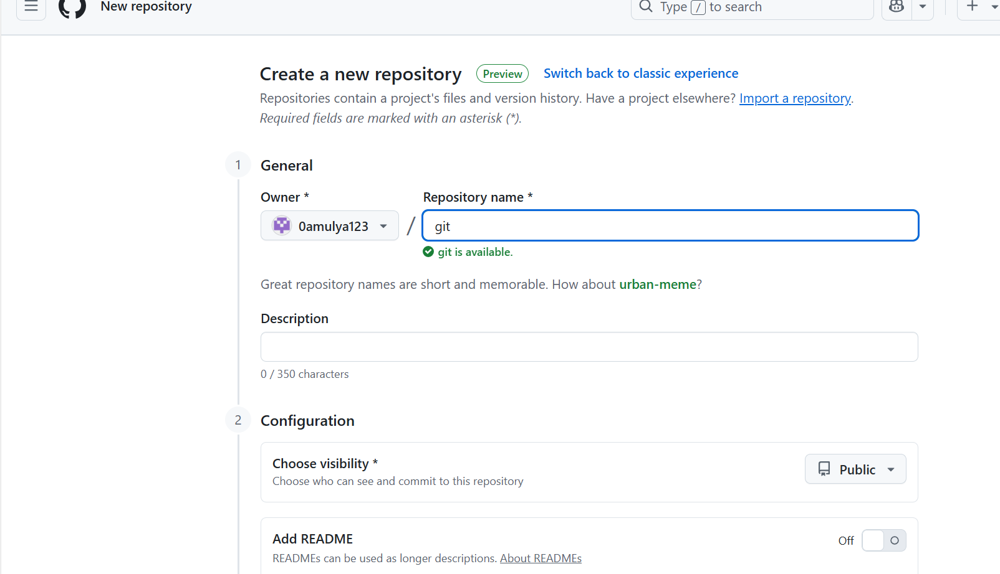 New repository
Type / to search
Create a new repository Preview Switch back to classic experience
Repositories contain a project's files and version history. Have a project elsewhere? Import a repository.
Required fields are marked with an asterisk (*).
1 General
Owner * Repository name *
0amulya123 / git
git is available.
Great repository names are short and memorable. How about urban-meme?
Description
0 / 350 characters
2 Configuration
Choose visibility *
Public
Choose who can see and commit to this repository
Add README
Off
READMEs can be used as longer descriptions. About READMEs